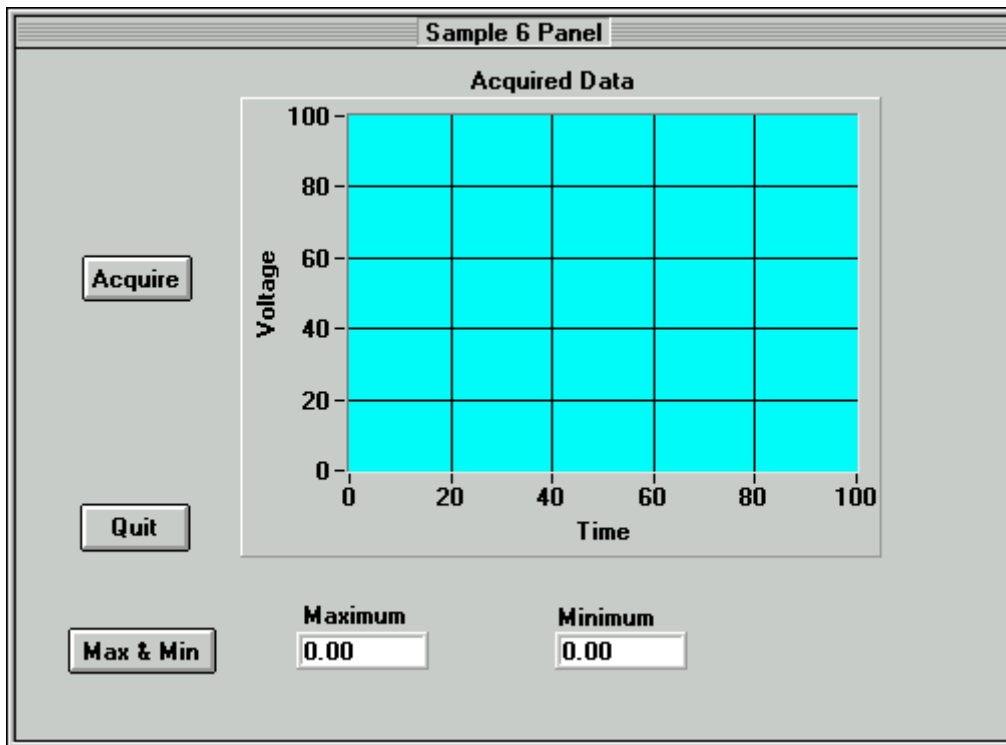 Sample 6 Panel
Acquired Data
100
80
60
40
20
0
Voltage
0 20 40 60 80 100
Time
Acquire
Quit
Max & Min
Maximum
0.00
Minimum
0.00